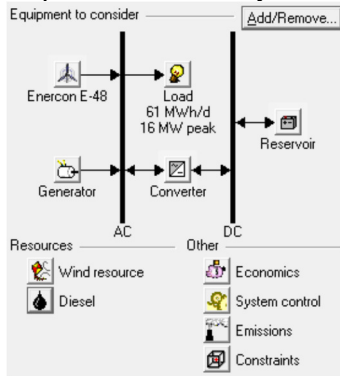 Equipment to consider
Add/Remove...
Enercon E-48
Load
61 MWh/d
16 MW peak
Reservoir
Generator
Converter
AC
DC
Resources
Other
Wind resource
Economics
Diesel
System control
Emissions
Constraints